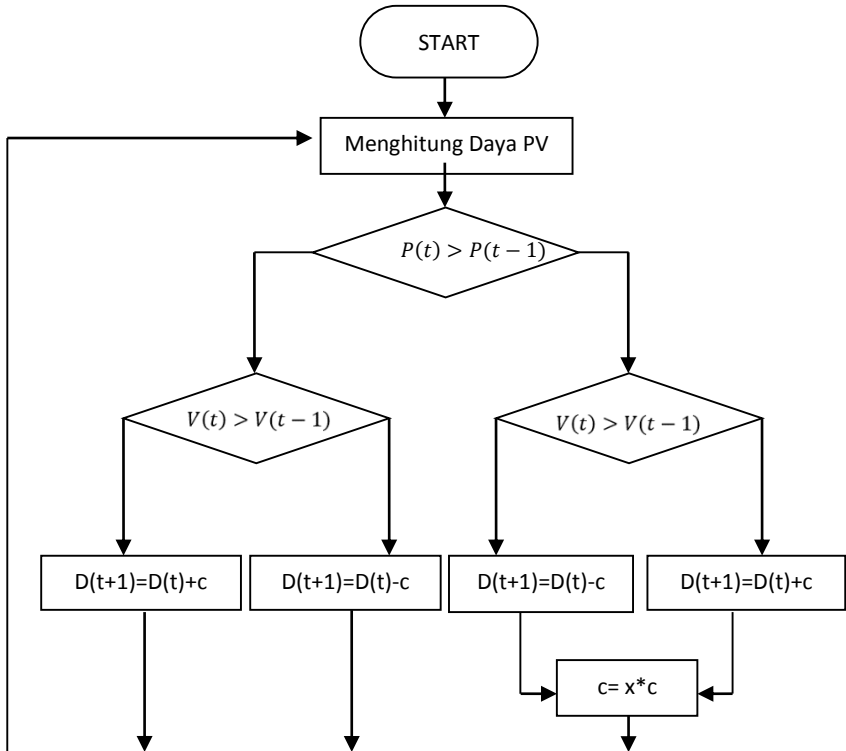 START
Menghitung Daya PV
P(t) > P(t − 1)
V(t) > V(t − 1)
V(t) > V(t − 1)
D(t+1)=D(t)+c
D(t+1)=D(t)-c
D(t+1)=D(t)-c
D(t+1)=D(t)+c
c= x*c